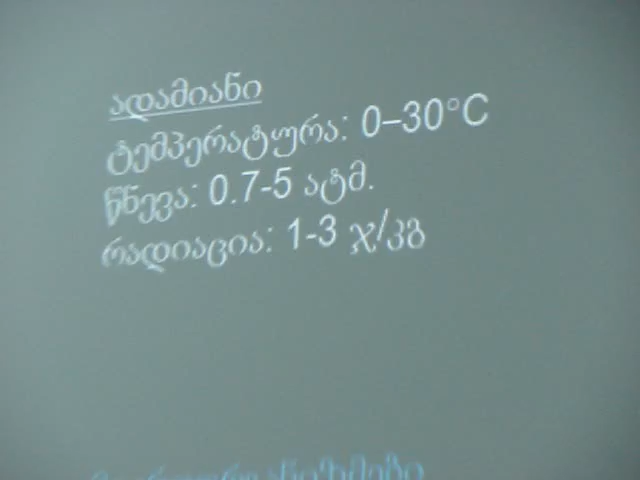 ადამიანი
ტემპერატურა: 0–30°C
წნევა: 0.7-5 ატმ.
რადიაცია: 1-3 ჯ/კგ